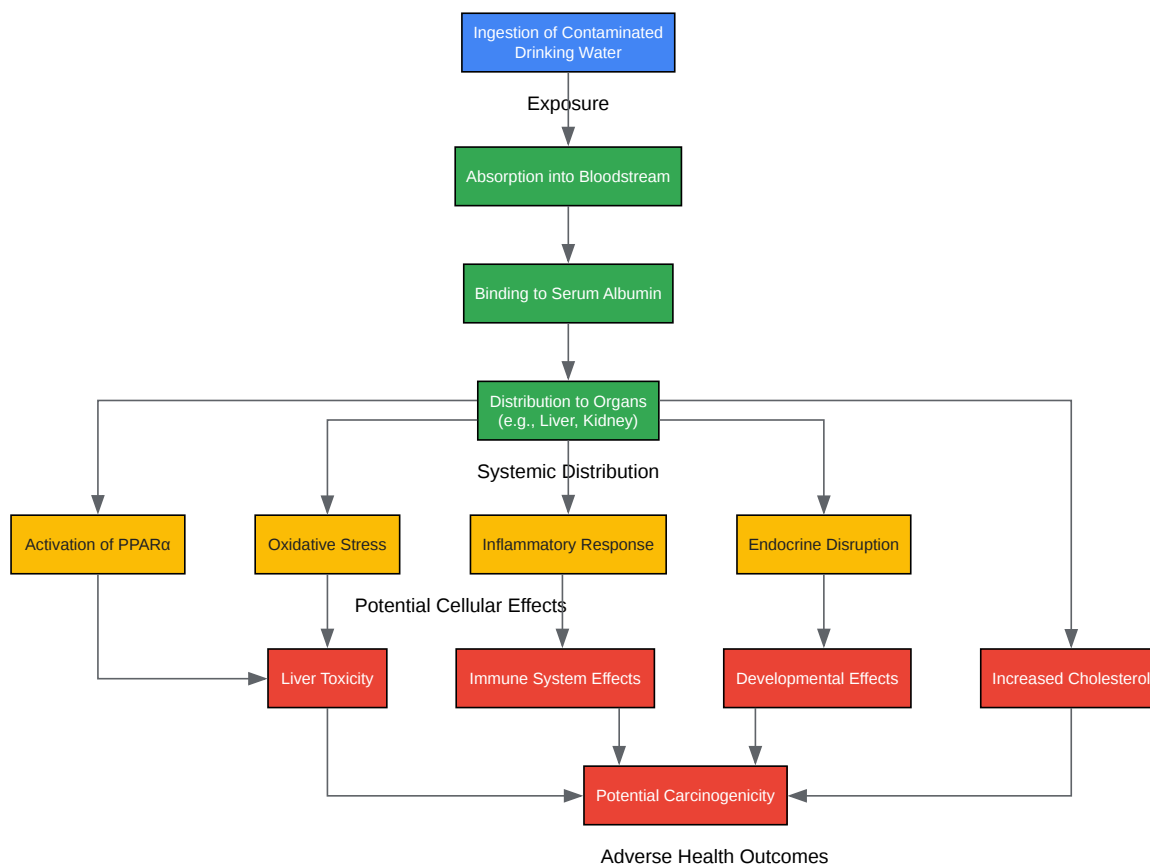 Ingestion of Contaminated
Drinking Water
Exposure
Absorption into Bloodstream
Binding to Serum Albumin
Distribution to Organs
(e.g., Liver, Kidney)
Systemic Distribution
Activation of PPARα
Oxidative Stress
Inflammatory Response
Endocrine Disruption
Potential Cellular Effects
Liver Toxicity
Immune System Effects
Developmental Effects
Increased Cholesterol
Potential Carcinogenicity
Adverse Health Outcomes